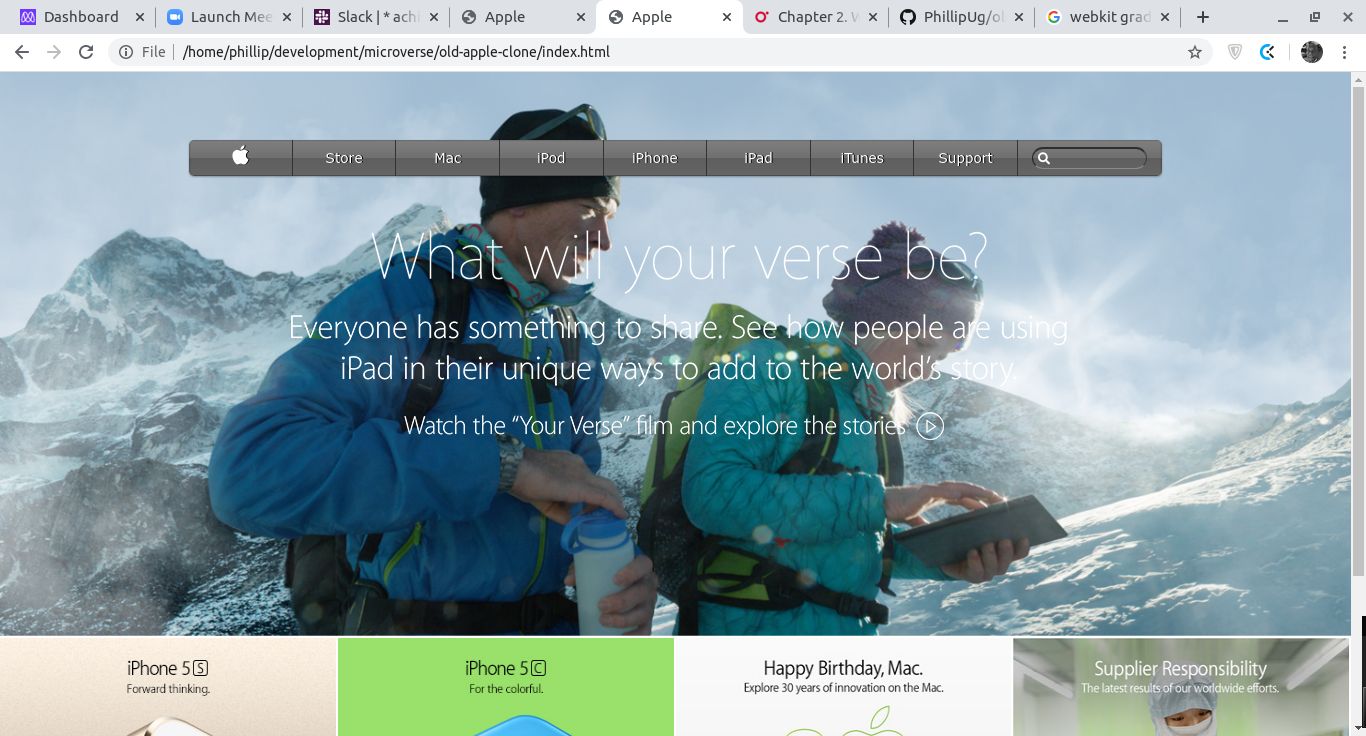 Dashboard
Launch Mee
Slack | * achi
Apple
Apple
Chapter 2. W
PhillipUg/ol
webkit grad
File
/home/phillip/development/microverse/old-apple-clone/index.html
Store
Mac
iPod
iPhone
iPad
iTunes
Support
What will your verse be?
Everyone has something to share. See how people are using
iPad in their unique ways to add to the world's story.
Watch the “Your Verse” film and explore the stories
iPhone 5S
Forward thinking.
iPhone 5C
For the colorful.
Happy Birthday, Mac.
Explore 30 years of innovation on the Mac.
Supplier Responsibility
The latest results of our worldwide efforts.